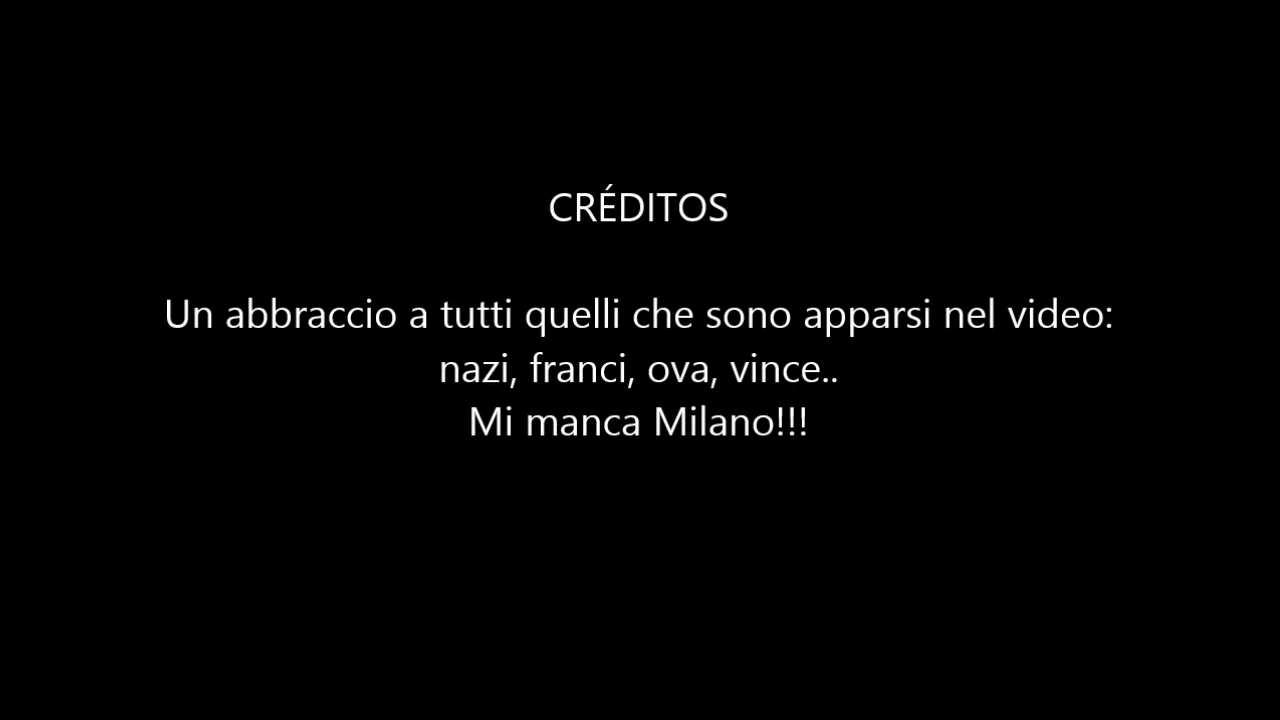 CRÉDITOS
Un abbraccio a tutti quelli che sono apparsi nel video:
nazi, franci, ova, vince..
Mi manca Milano!!!